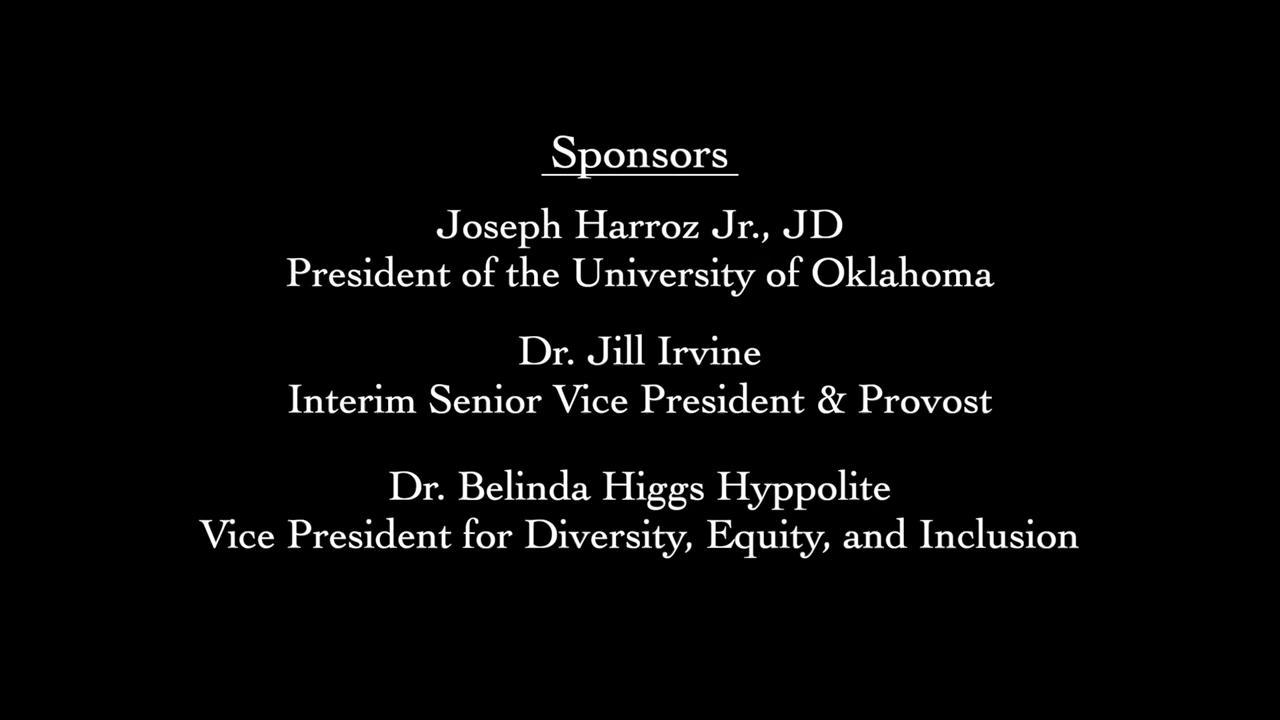 Sponsors
Joseph Harroz Jr., JD
President of the University of Oklahoma
Dr. Jill Irvine
Interim Senior Vice President & Provost
Dr. Belinda Higgs Hyppolite
Vice President for Diversity, Equity, and Inclusion